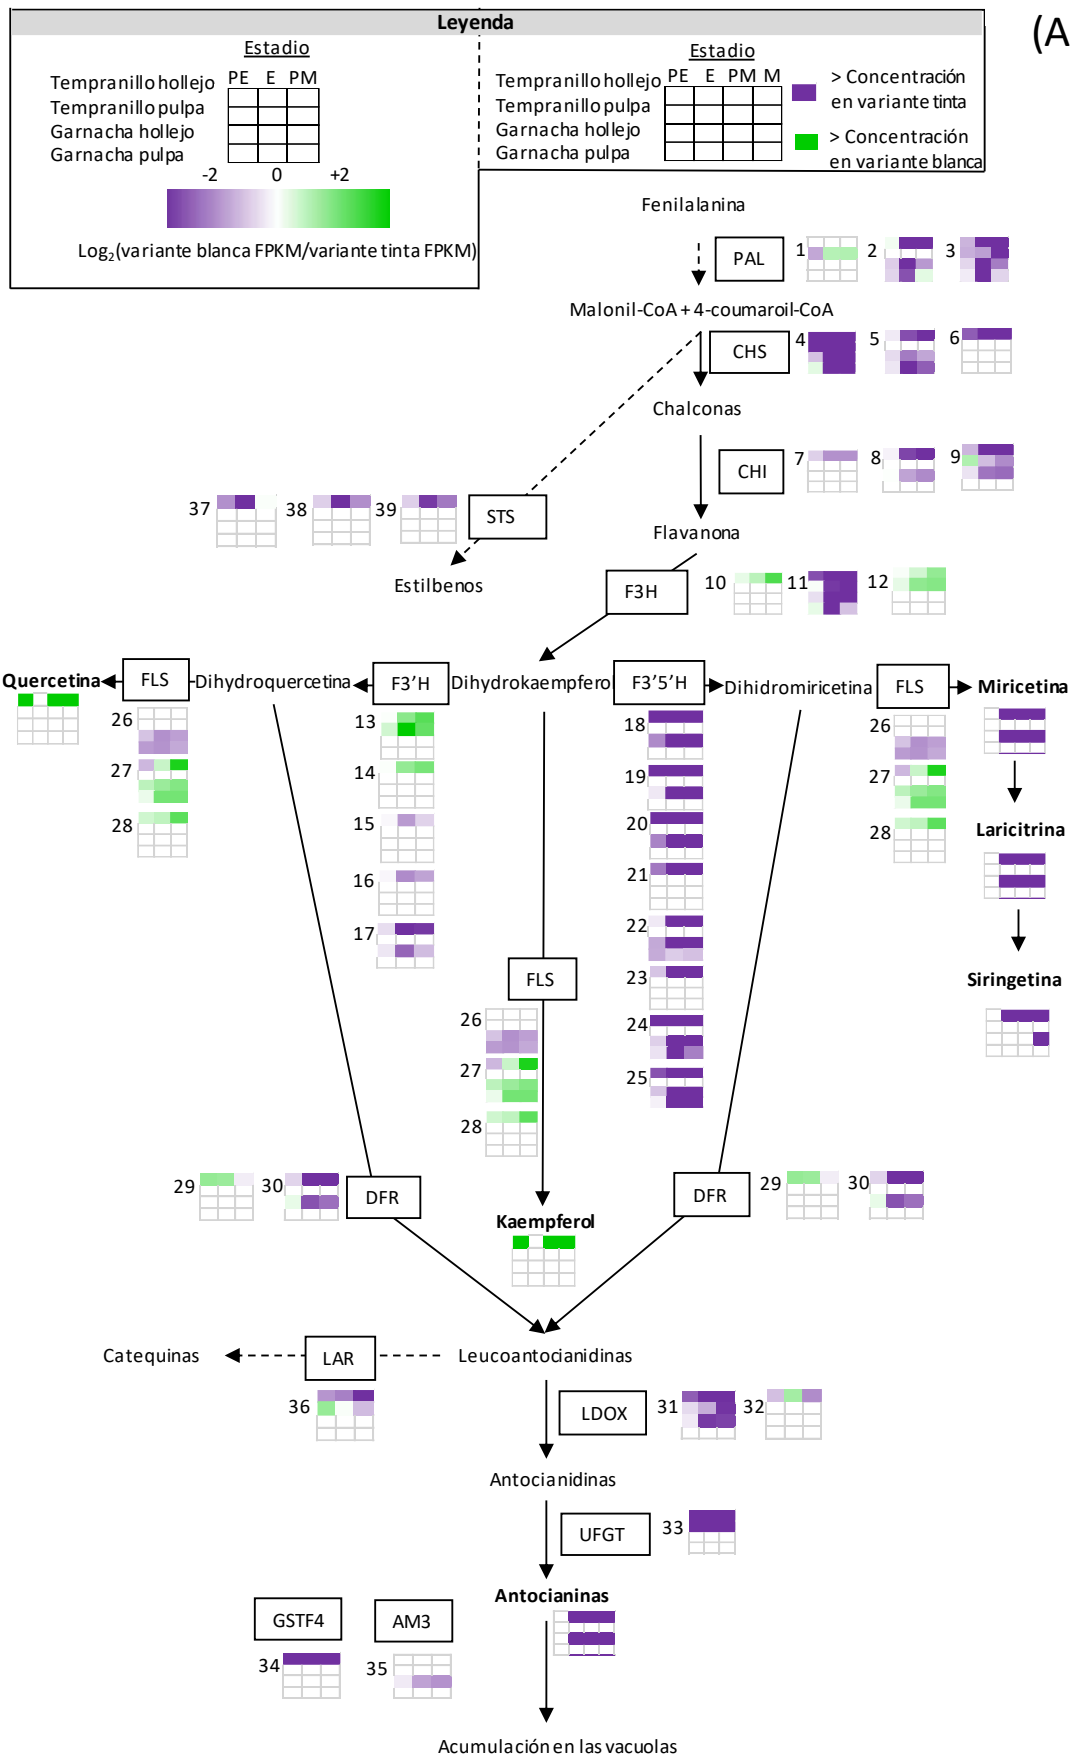 Leyenda
(A
Estadio
PE E PM
Tempranillo hollejo
Tempranillo pulpa
Garnacha hollejo
Garnacha pulpa
-2 0 +2
Log₂(variante blanca FPKM/variante tinta FPKM)
Estadio
PE E PM M
Tempranillo hollejo
Tempranillo pulpa
Garnacha hollejo
Garnacha pulpa
> Concentración
en variante tinta
> Concentración
en variante blanca
Fenilalanina
PAL 1 2 3
Malonil-CoA + 4-coumaroil-CoA
CHS 4 5 6
Chalconas
CHI 7 8 9
37 38 39 STS
Flavanona
Estilbenos
F3H 10 11 12
Quercetina FLS Dihydroquercetina F3’H Dihydrokaempferol F3’5’H Dihidromiricetina FLS Miricetina
26
27
28
13
14
15
16
17
18
19
20
21
22
23
24
25
26
27
28
Laricitrina
Siringetina
FLS
26
27
28
29 30 DFR
DFR 29 30
Kaempferol
Catequinas LAR Leucoantocianidinas
36
LDOX 31 32
Antocianidinas
UFGT 33
Antocianinas
GSTF4 AM3
34 35
Acumulación en las vacuolas